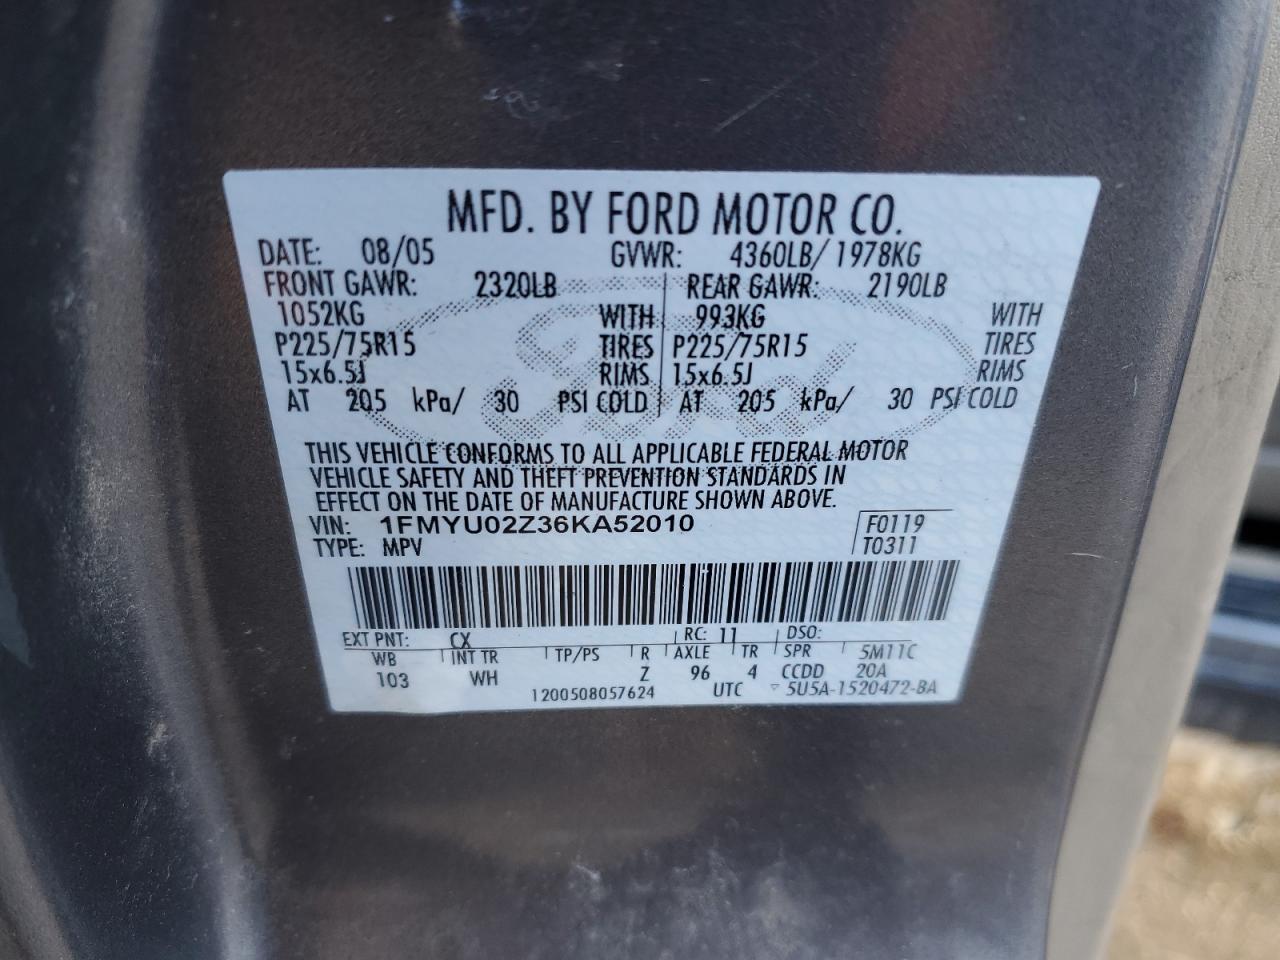 MFD. BY FORD MOTOR CO.
DATE: 08/05 GVWR: 4360LB/1978KG
FRONT GAWR: 2320LB REAR GAWR: 2190LB
1052KG WITH 993KG WITH
P225/75R15 TIRES P225/75R15 TIRES
15x6.5J RIMS 15x6.5J RIMS
AT 205 kPa/ 30 PSI COLD AT 205 kPa/ 30 PSI COLD
THIS VEHICLE CONFORMS TO ALL APPLICABLE FEDERAL MOTOR
VEHICLE SAFETY AND THEFT PREVENTION STANDARDS IN
EFFECT ON THE DATE OF MANUFACTURE SHOWN ABOVE.
VIN: 1FMYU02Z36KA52010 F0119
TYPE: MPV T0311
EXT PNT: CX RC: 11 DSO:
WB INT TR TP/PS R AXLE TR SPR 5M11C
103 WH Z 96 4 CCDD 20A
1200508057624 UTC 5U5A-1520472-BA